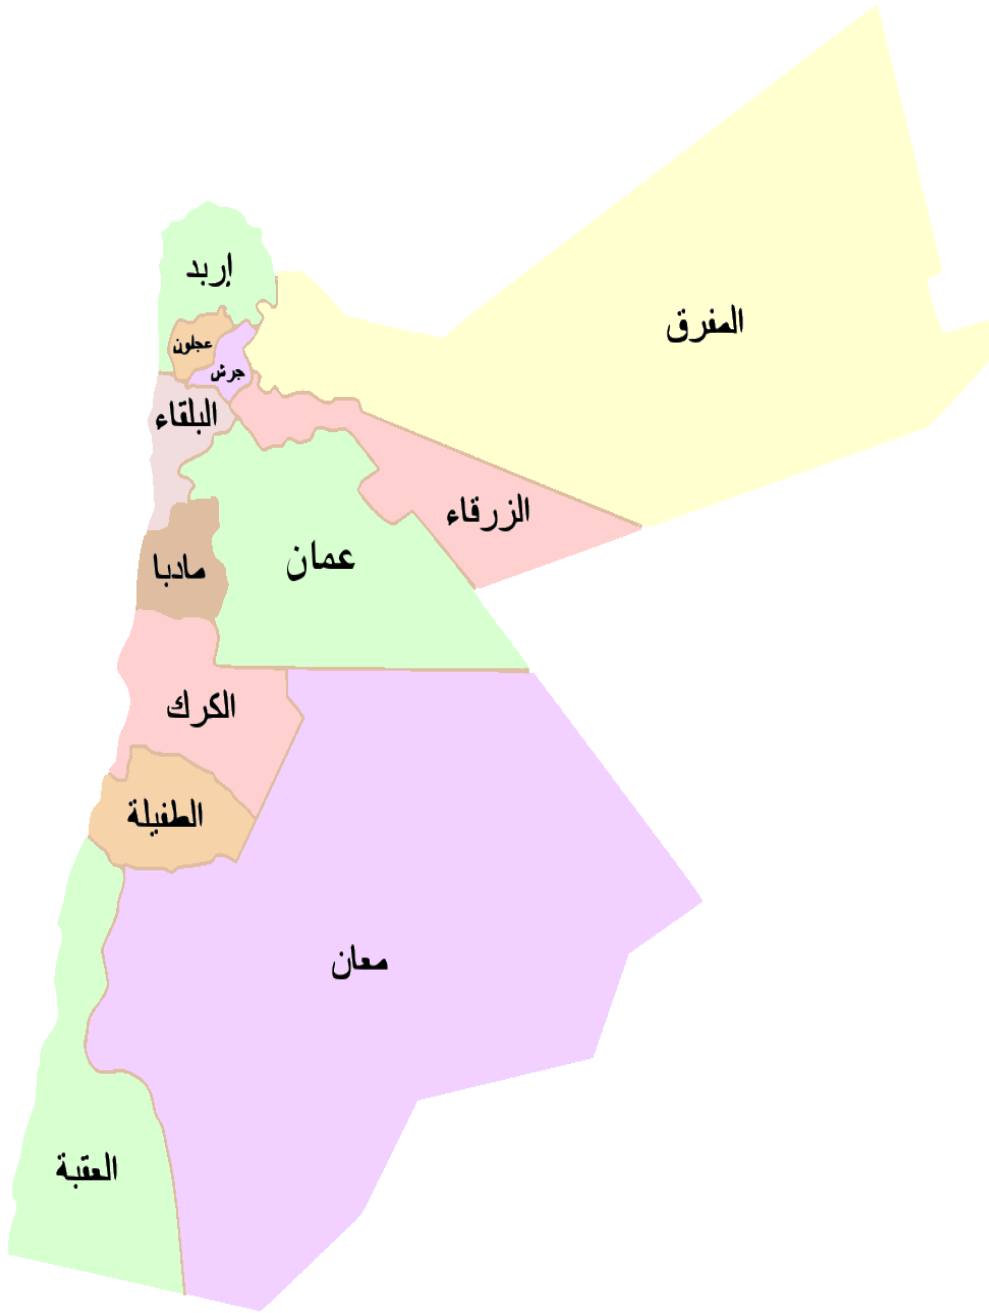 إربد
المفرق
عجلون
جرش
البلقاء
الزرقاء
عمان
مادبا
الكرك
الطفيلة
معان
العقبة